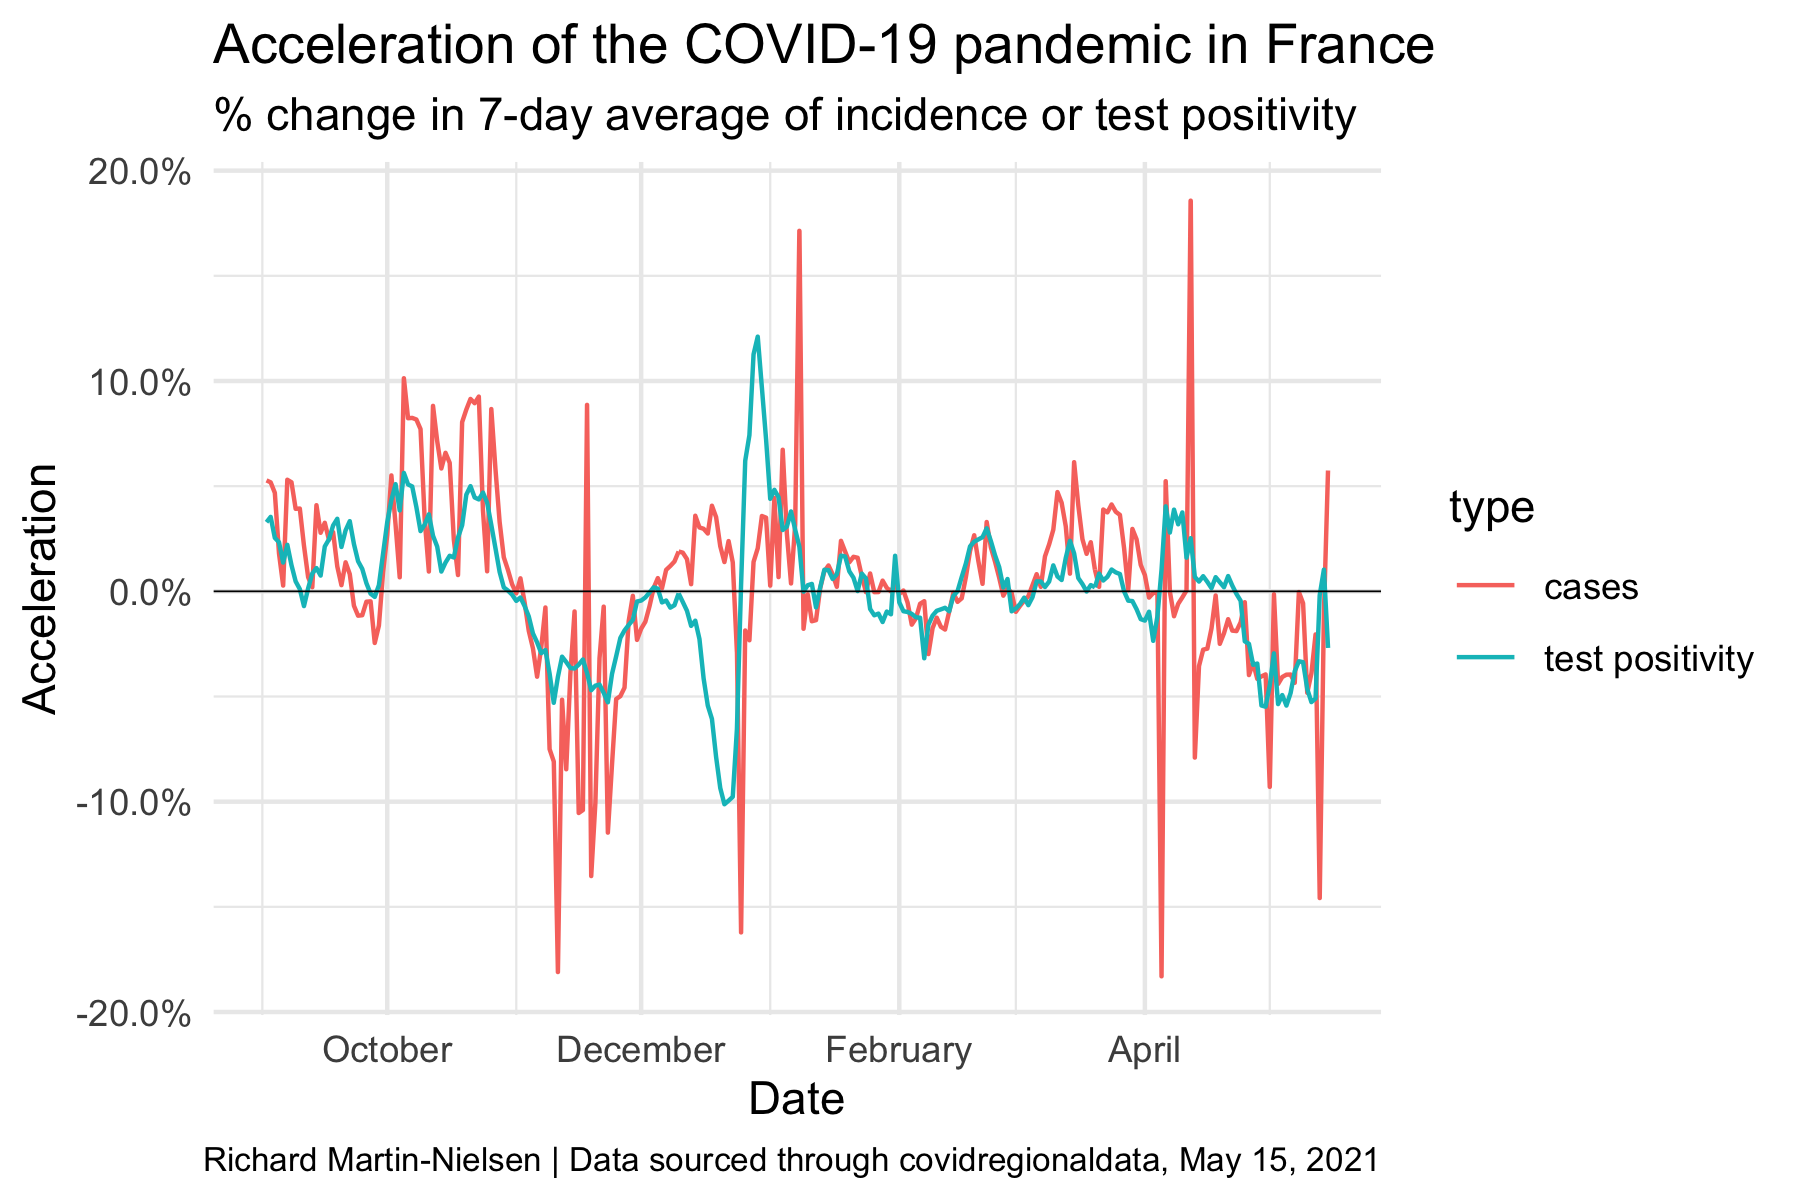 Acceleration of the COVID-19 pandemic in France
% change in 7-day average of incidence or test positivity
20.0%
10.0%
0.0%
-10.0%
-20.0%
Acceleration
October December February April
Date
type
cases
test positivity
Richard Martin-Nielsen | Data sourced through covidregionaldata, May 15, 2021